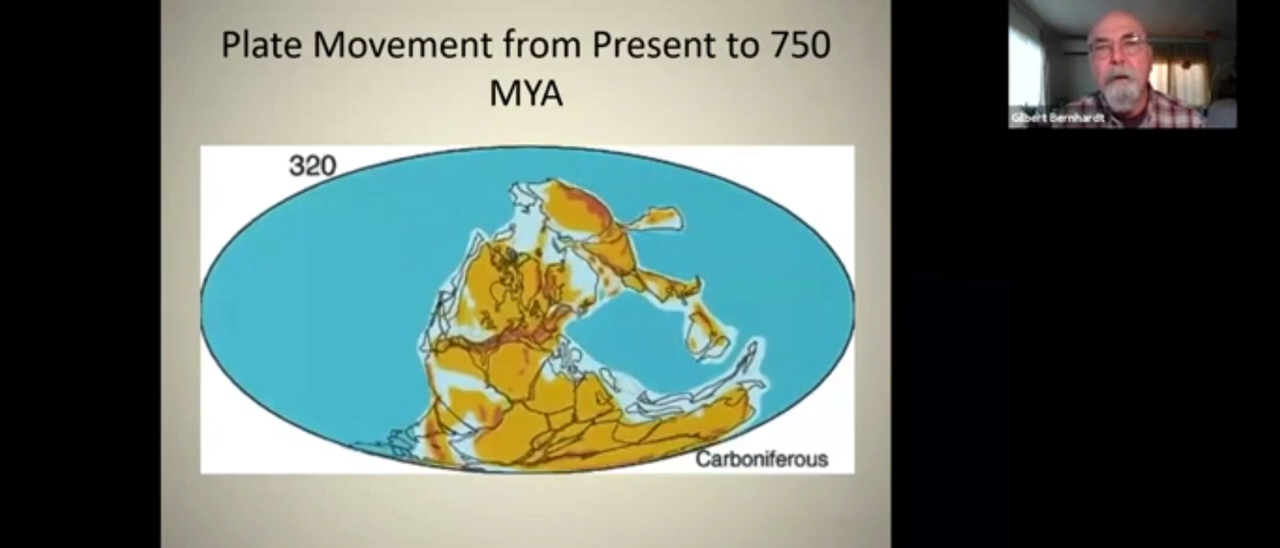 Plate Movement from Present to 750
MYA
320
Carboniferous
Gilbert Bernhardt